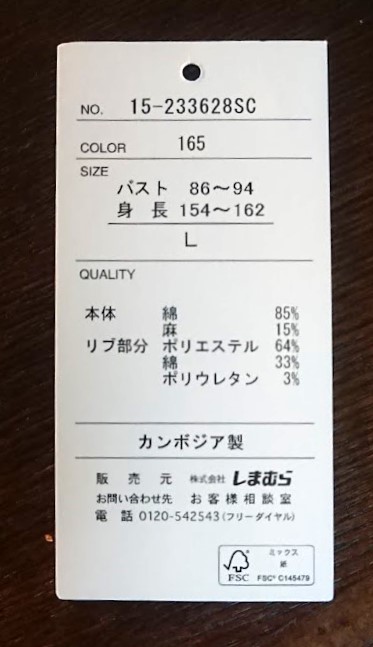 NO. 15-233628SC
COLOR 165
SIZE
バスト 86～94
身長 154～162
L
QUALITY
本体 綿 85%
麻 15%
リブ部分 ポリエステル 64%
綿 33%
ポリウレタン 3%
カンボジア製
販売元 株式会社 しまむら
お問い合わせ先 お客様相談室
電話 0120-542543(フリーダイヤル)
ミックス
紙
FSC FSC® C145479